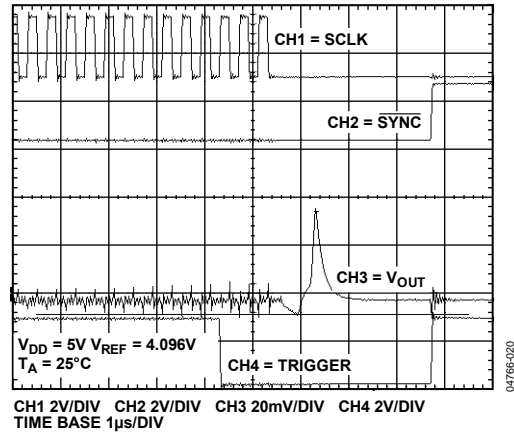 CH1 = SCLK
CH2 = SYNC
CH3 = VOUT
VDD = 5V VREF = 4.096V
TA = 25°C
CH4 = TRIGGER
CH1 2V/DIV CH2 2V/DIV CH3 20mV/DIV CH4 2V/DIV
TIME BASE 1µs/DIV
04766-020